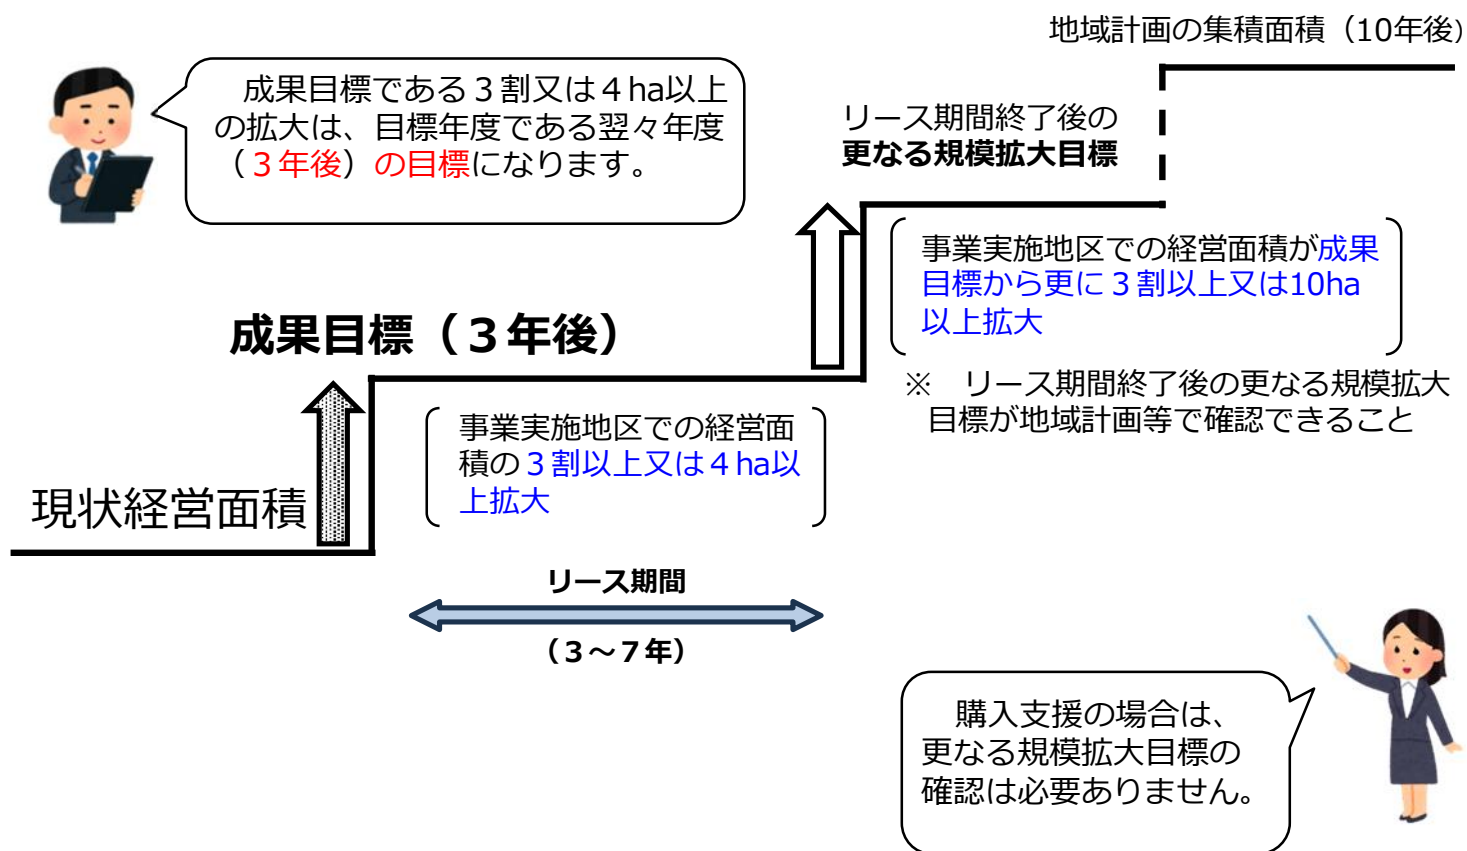 地域計画の集積面積（10年後）
成果目標である３割又は４ha以上
の拡大は、目標年度である翌々年度
（３年後）の目標になります。
リース期間終了後の
更なる規模拡大目標
事業実施地区での経営面積が成果
目標から更に３割以上又は10ha
以上拡大
※　リース期間終了後の更なる規模拡大
目標が地域計画等で確認できること
成果目標（３年後）
事業実施地区での経営面
積の３割以上又は４ha以
上拡大
現状経営面積
リース期間
（３～７年）
購入支援の場合は、
更なる規模拡大目標の
確認は必要ありません。